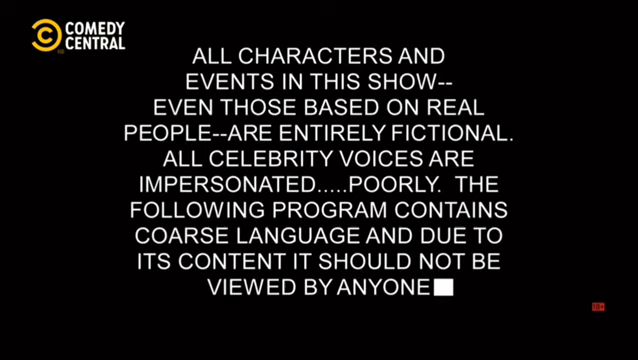 COMEDY
CENTRAL
ALL CHARACTERS AND
EVENTS IN THIS SHOW--
EVEN THOSE BASED ON REAL
PEOPLE--ARE ENTIRELY FICTIONAL.
ALL CELEBRITY VOICES ARE
IMPERSONATED.....POORLY. THE
FOLLOWING PROGRAM CONTAINS
COARSE LANGUAGE AND DUE TO
ITS CONTENT IT SHOULD NOT BE
VIEWED BY ANYONE
18+